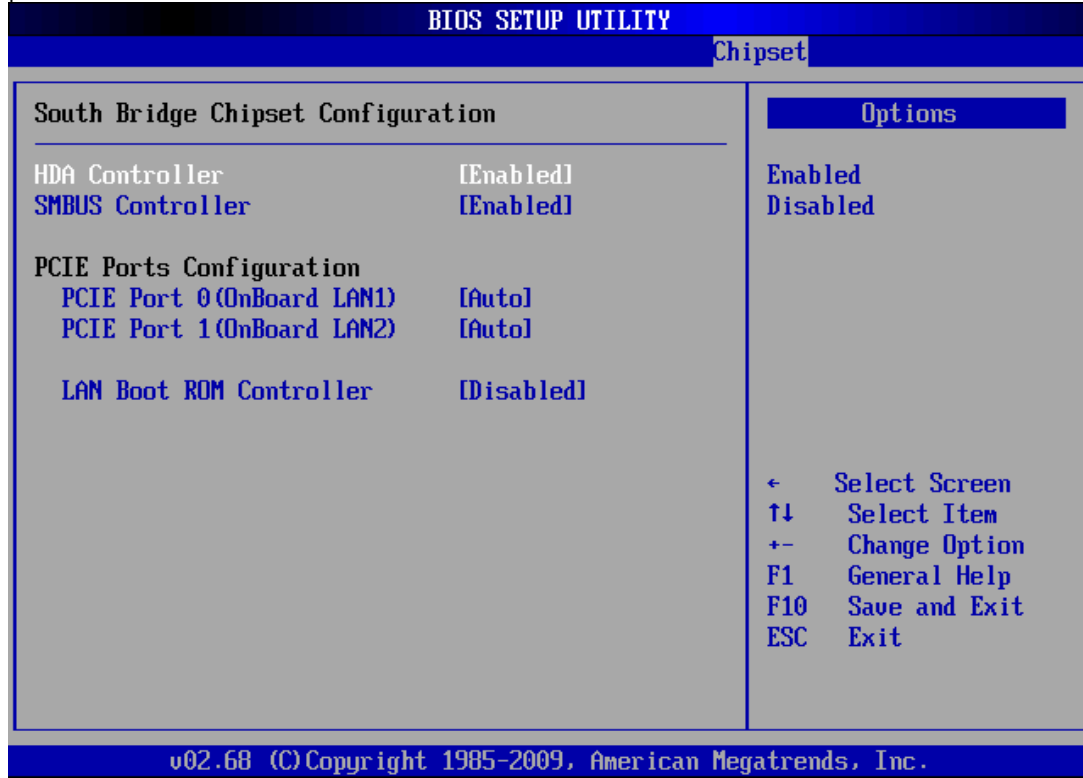 BIOS SETUP UTILITY
Chipset
South Bridge Chipset Configuration
HDA Controller [Enabled]
SMBUS Controller [Enabled]
PCIE Ports Configuration
PCIE Port 0(OnBoard LAN1) [Auto]
PCIE Port 1(OnBoard LAN2) [Auto]
LAN Boot ROM Controller [Disabled]
Options
Enabled
Disabled
← Select Screen
↑↓ Select Item
+- Change Option
F1 General Help
F10 Save and Exit
ESC Exit
v02.68 (C)Copyright 1985-2009, American Megatrends, Inc.